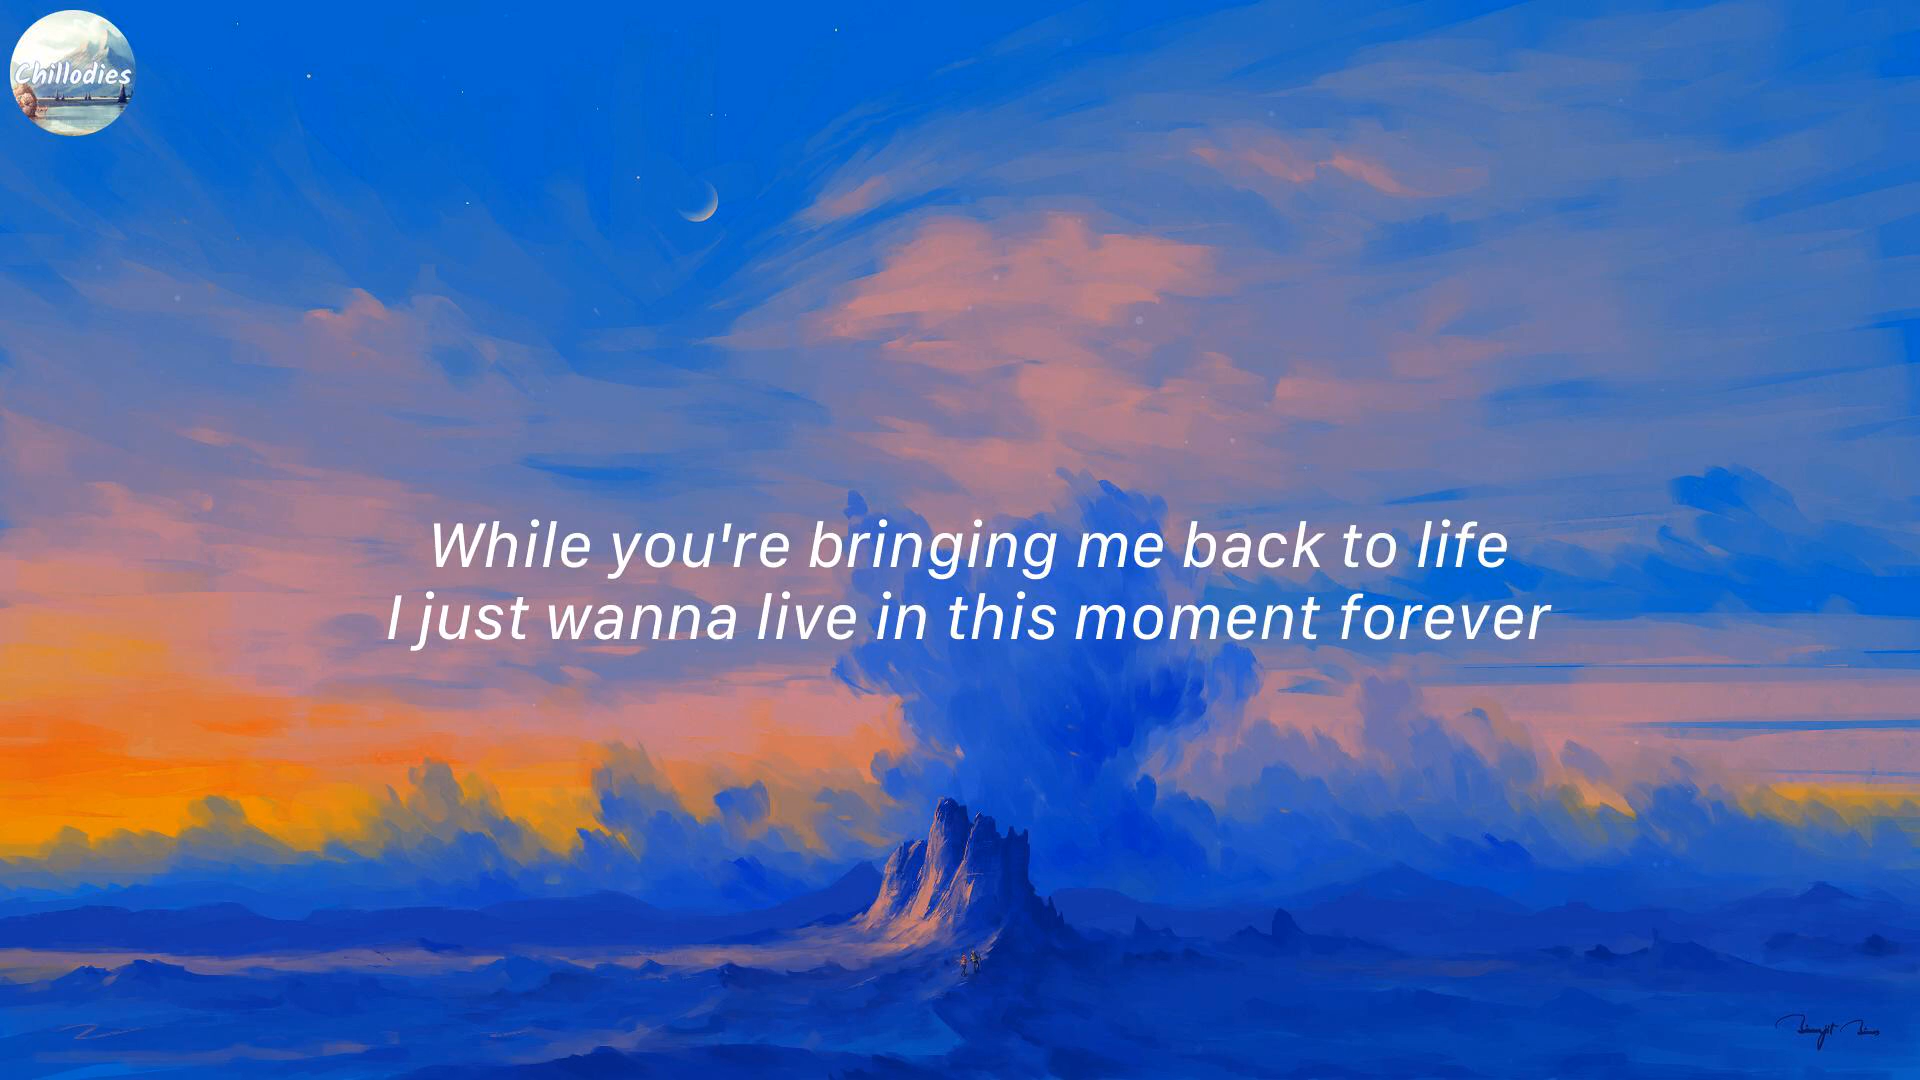 Chillodies
While you're bringing me back to life
I just wanna live in this moment forever